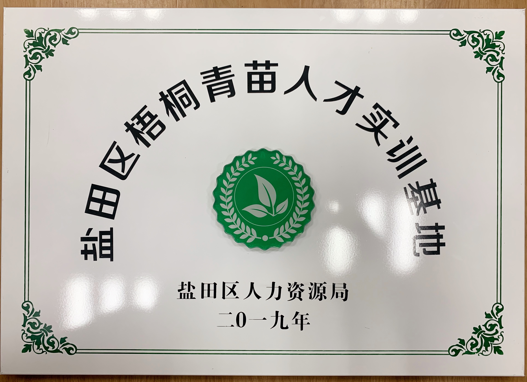 盐田区梧桐青苗人才实训基地
盐田区人力资源局
二0一九年